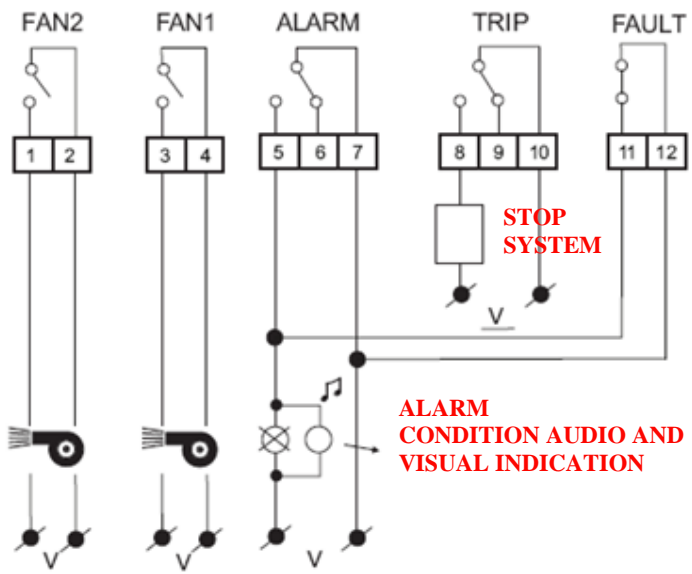 FAN2 FAN1 ALARM TRIP FAULT
1 2 3 4 5 6 7 8 9 10 11 12
STOP
SYSTEM
V
ALARM
CONDITION AUDIO AND
VISUAL INDICATION
V V V